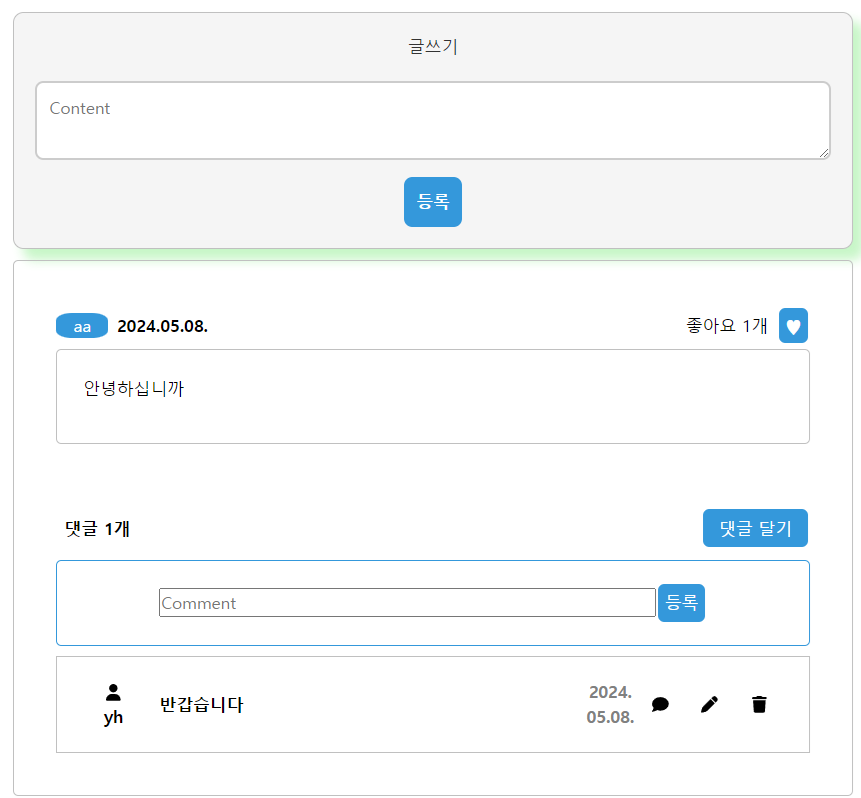 글쓰기
Content
등록
aa 2024.05.08. 좋아요 1개
안녕하십니까
댓글 1개 댓글 달기
Comment 등록
yh 반갑습니다 2024.
05.08.